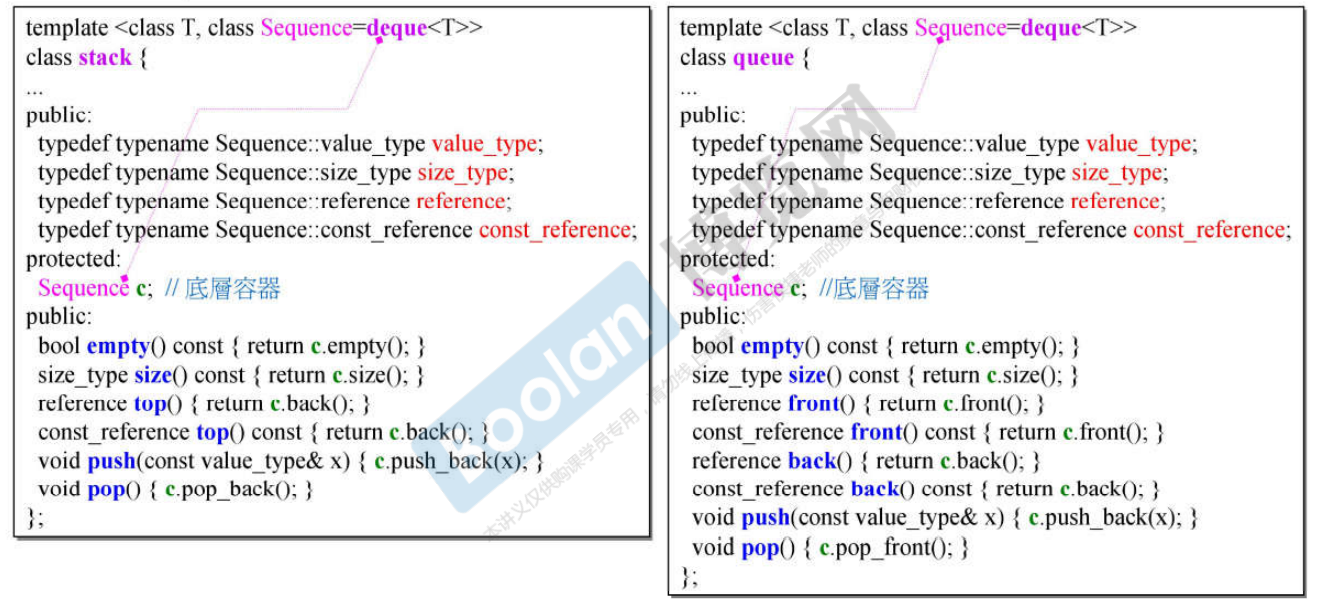 template <class T, class Sequence=deque<T>>
class stack {
...
public:
typedef typename Sequence::value_type value_type;
typedef typename Sequence::size_type size_type;
typedef typename Sequence::reference reference;
typedef typename Sequence::const_reference const_reference;
protected:
Sequence c; // 底層容器
public:
bool empty() const { return c.empty(); }
size_type size() const { return c.size(); }
reference top() { return c.back(); }
const_reference top() const { return c.back(); }
void push(const value_type& x) { c.push_back(x); }
void pop() { c.pop_back(); }
};
template <class T, class Sequence=deque<T>>
class queue {
...
public:
typedef typename Sequence::value_type value_type;
typedef typename Sequence::size_type size_type;
typedef typename Sequence::reference reference;
typedef typename Sequence::const_reference const_reference;
protected:
Sequence c; //底層容器
public:
bool empty() const { return c.empty(); }
size_type size() const { return c.size(); }
reference front() { return c.front(); }
const_reference front() const { return c.front(); }
reference back() { return c.back(); }
const_reference back() const { return c.back(); }
void push(const value_type& x) { c.push_back(x); }
void pop() { c.pop_front(); }
};
Boolan 博览网
本讲义仅供购课学员专用，请勿线上